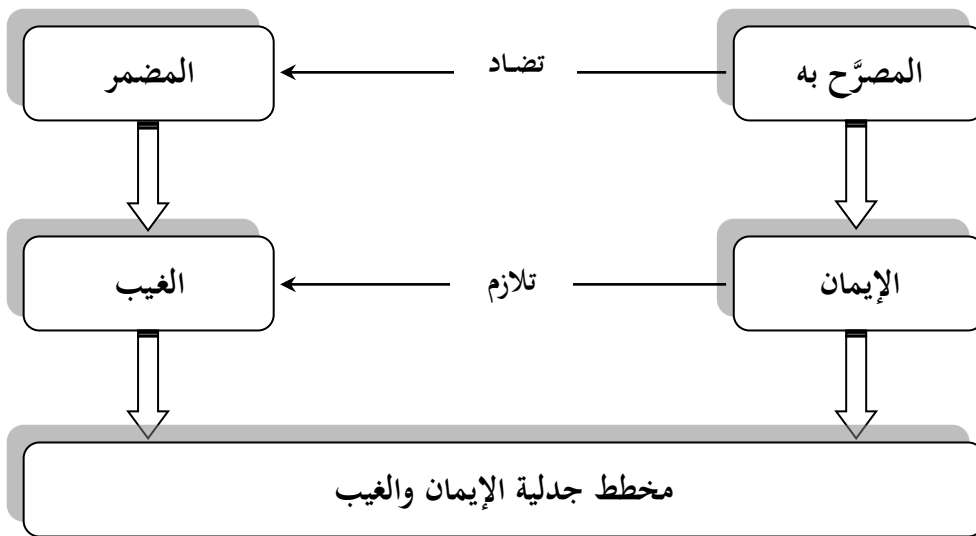 المصرَّح به
تضاد
المضمر
الإيمان
تلازم
الغيب
مخطط جدلية الإيمان والغيب